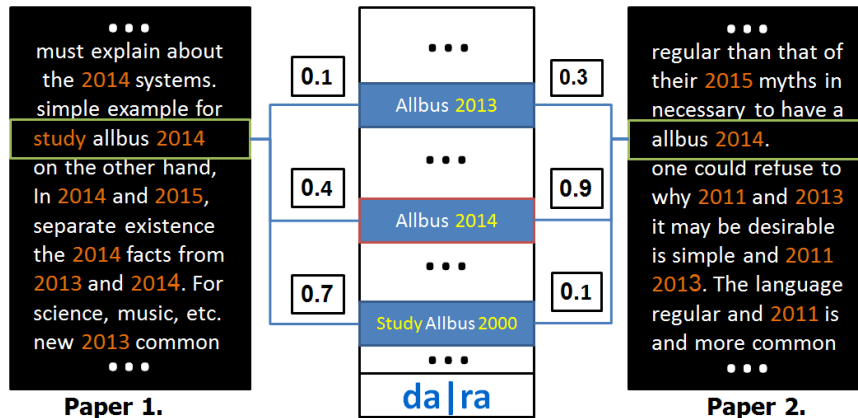 •••
must explain about
the 2014 systems.
simple example for
study allbus 2014
on the other hand,
In 2014 and 2015,
separate existence
the 2014 facts from
2013 and 2014. For
science, music, etc.
new 2013 common
•••
Paper 1.
0.1
0.4
0.7
•••
Allbus 2013
•••
Allbus 2014
•••
Study Allbus 2000
•••
da|ra
0.3
0.9
0.1
•••
regular than that of
their 2015 myths in
necessary to have a
allbus 2014.
one could refuse to
why 2011 and 2013
it may be desirable
is simple and 2011
2013. The language
regular and 2011 is
and more common
•••
Paper 2.